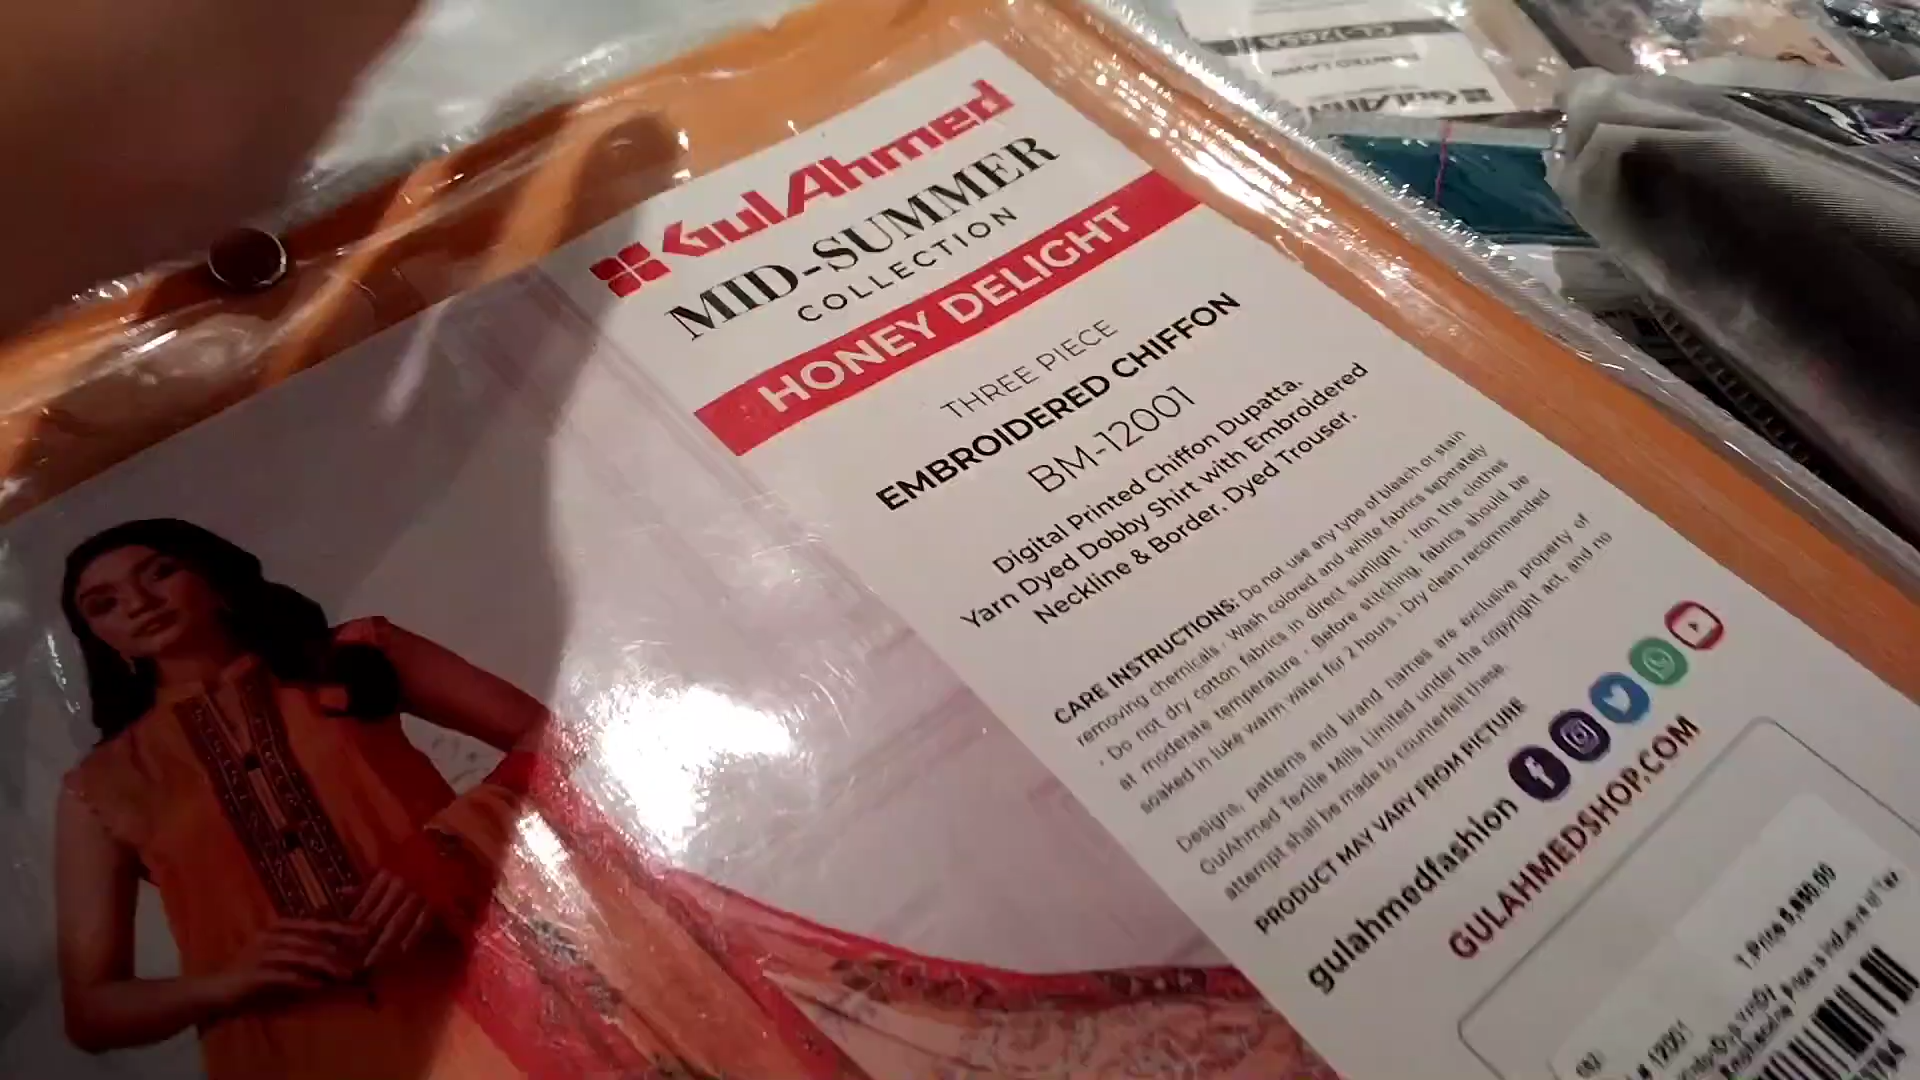 GulAhmed
MID-SUMMER
COLLECTION
HONEY DELIGHT
THREE PIECE
EMBROIDERED CHIFFON
BM-12001
Digital Printed Chiffon Dupatta.
Yarn Dyed Dobby Shirt with Embroidered
Neckline & Border. Dyed Trouser.
CARE INSTRUCTIONS: Do not use any type of bleach or stain
removing chemicals · Wash colored and white fabrics separately
· Do not dry cotton fabrics in direct sunlight · Iron the clothes
at moderate temperature · Before stitching, fabrics should be
soaked in luke warm water for 2 hours · Dry clean recommended
Designs, patterns and brand names are exclusive property of
GulAhmed Textile Mills Limited under the copyright act, and no
attempt shall be made to counterfeit these.
PRODUCT MAY VARY FROM PICTURE
gulahmedfashion
GULAHMEDSHOP.COM
# 12001
GulAhmed